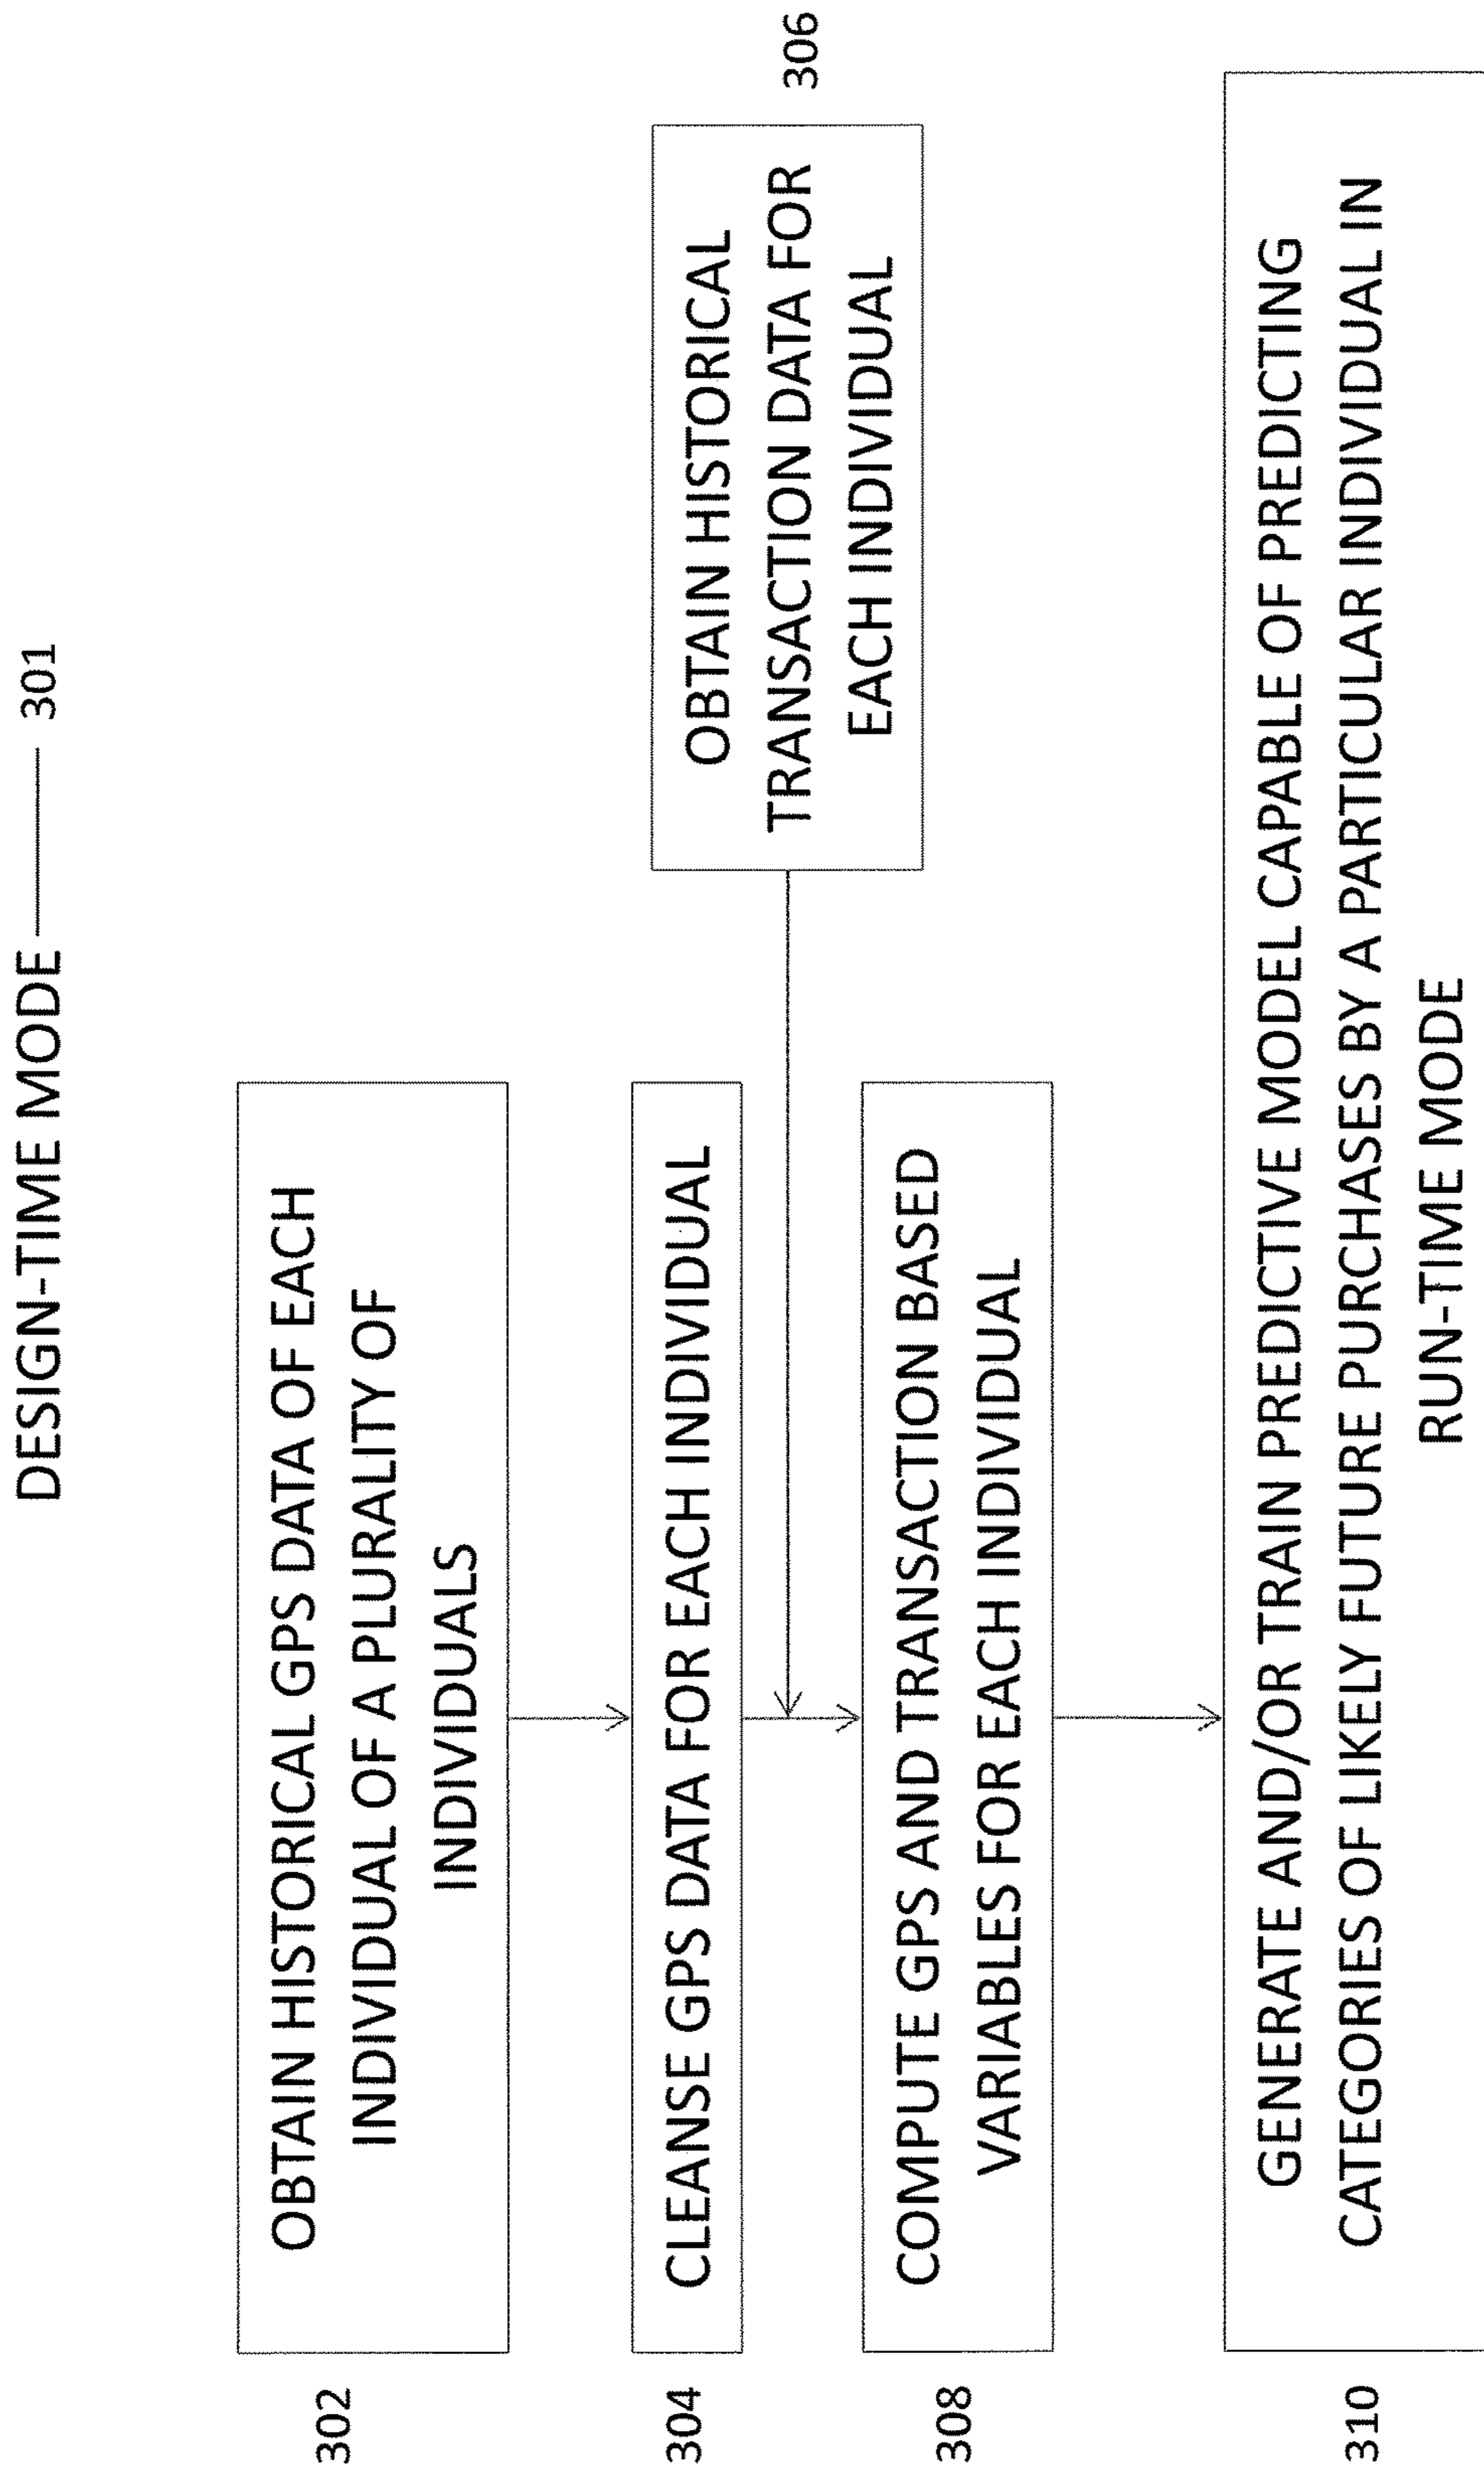 DESIGN-TIME MODE 301
302
OBTAIN HISTORICAL GPS DATA OF EACH
INDIVIDUAL OF A PLURALITY OF
INDIVIDUALS
304
CLEANSE GPS DATA FOR EACH INDIVIDUAL
OBTAIN HISTORICAL
TRANSACTION DATA FOR
EACH INDIVIDUAL
306
308
COMPUTE GPS AND TRANSACTION BASED
VARIABLES FOR EACH INDIVIDUAL
310
GENERATE AND/OR TRAIN PREDICTIVE MODEL CAPABLE OF PREDICTING
CATEGORIES OF LIKELY FUTURE PURCHASES BY A PARTICULAR INDIVIDUAL IN
RUN-TIME MODE